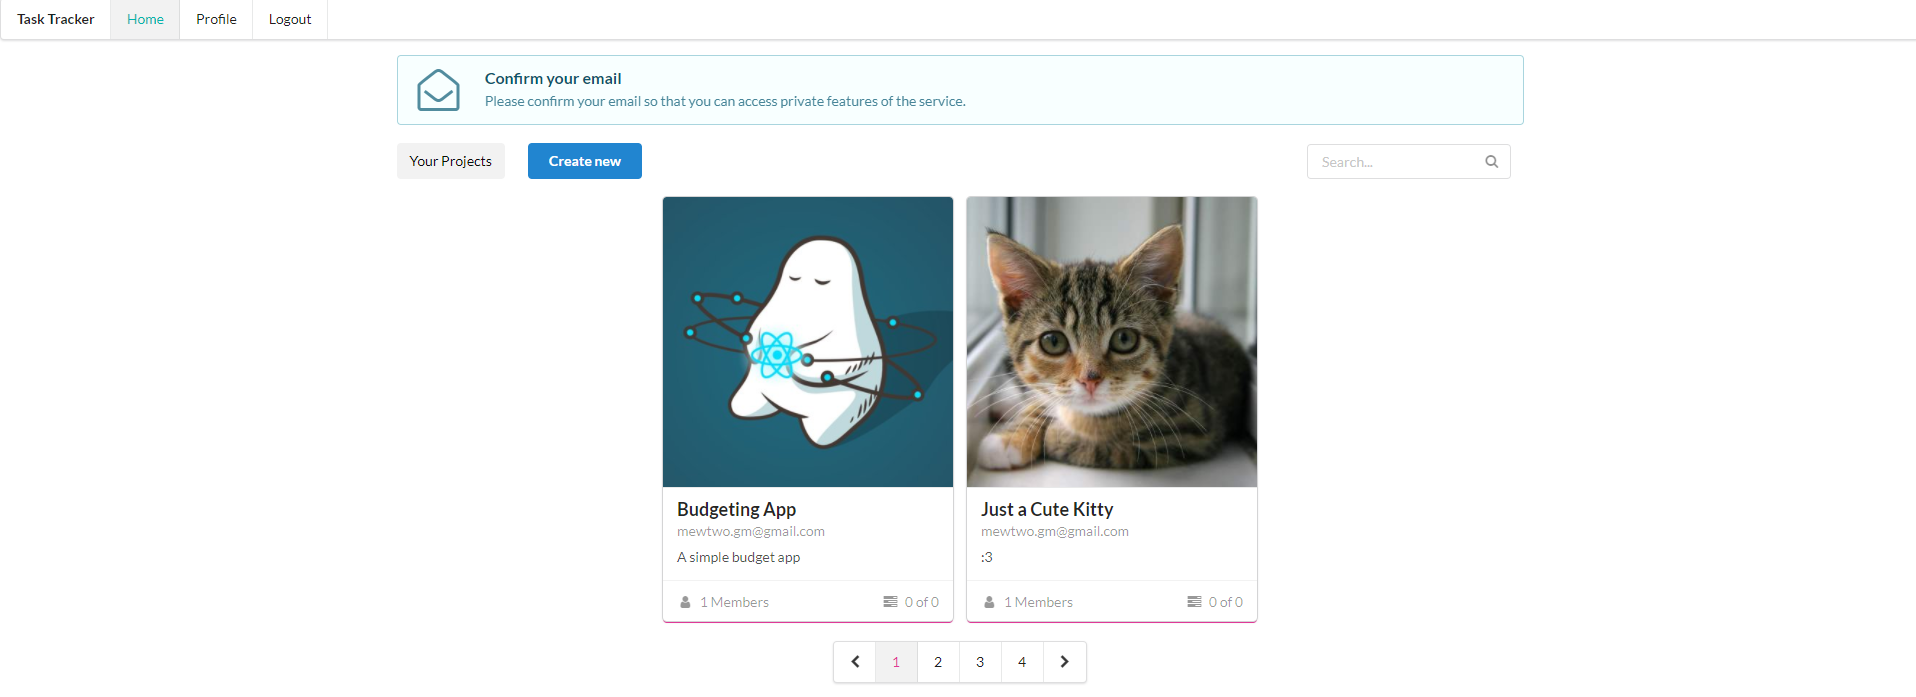 Task Tracker Home Profile Logout
Confirm your email
Please confirm your email so that you can access private features of the service.
Your Projects Create new Search...
Budgeting App
mewtwo.gm@gmail.com
A simple budget app
1 Members 0 of 0
Just a Cute Kitty
mewtwo.gm@gmail.com
:3
1 Members 0 of 0
1 2 3 4